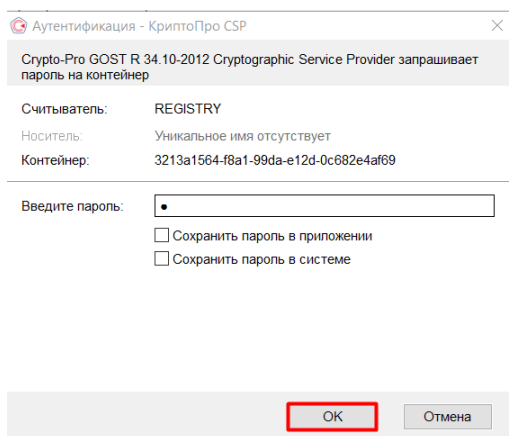 Аутентификация - КриптоПро CSP
Crypto-Pro GOST R 34.10-2012 Cryptographic Service Provider запрашивает
пароль на контейнер
Считыватель: REGISTRY
Носитель: Уникальное имя отсутствует
Контейнер: 3213a1564-f8a1-99da-e12d-0c682e4af69
Введите пароль:
Сохранить пароль в приложении
Сохранить пароль в системе
OK Отмена